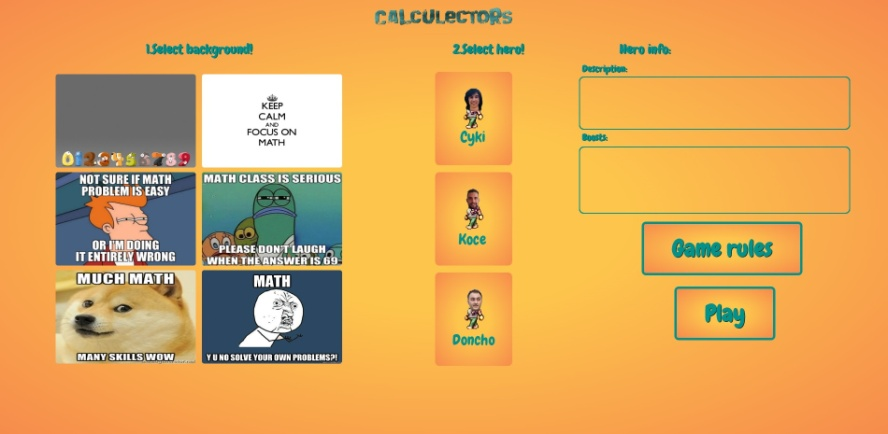 CALCULECTORS
1.Select background!
2.Select hero!
Hero info:
Description:
KEEP
CALM
AND
FOCUS ON
MATH
Cyki
Boosts:
NOT SURE IF MATH
PROBLEM IS EASY
OR I'M DOING
IT ENTIRELY WRONG
MATH CLASS IS SERIOUS
PLEASE DON'T LAUGH
WHEN THE ANSWER IS 69
Koce
Game rules
MUCH MATH
MANY SKILLS WOW
MATH
Y U NO SOLVE YOUR OWN PROBLEMS?!
Doncho
Play